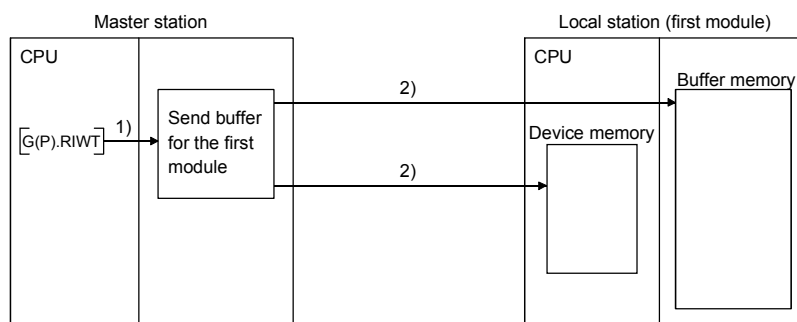 Master station
Local station (first module)
CPU
CPU
Buffer memory
2)
Send buffer
for the first
module
1)
[G(P).RIWT]
Device memory
2)